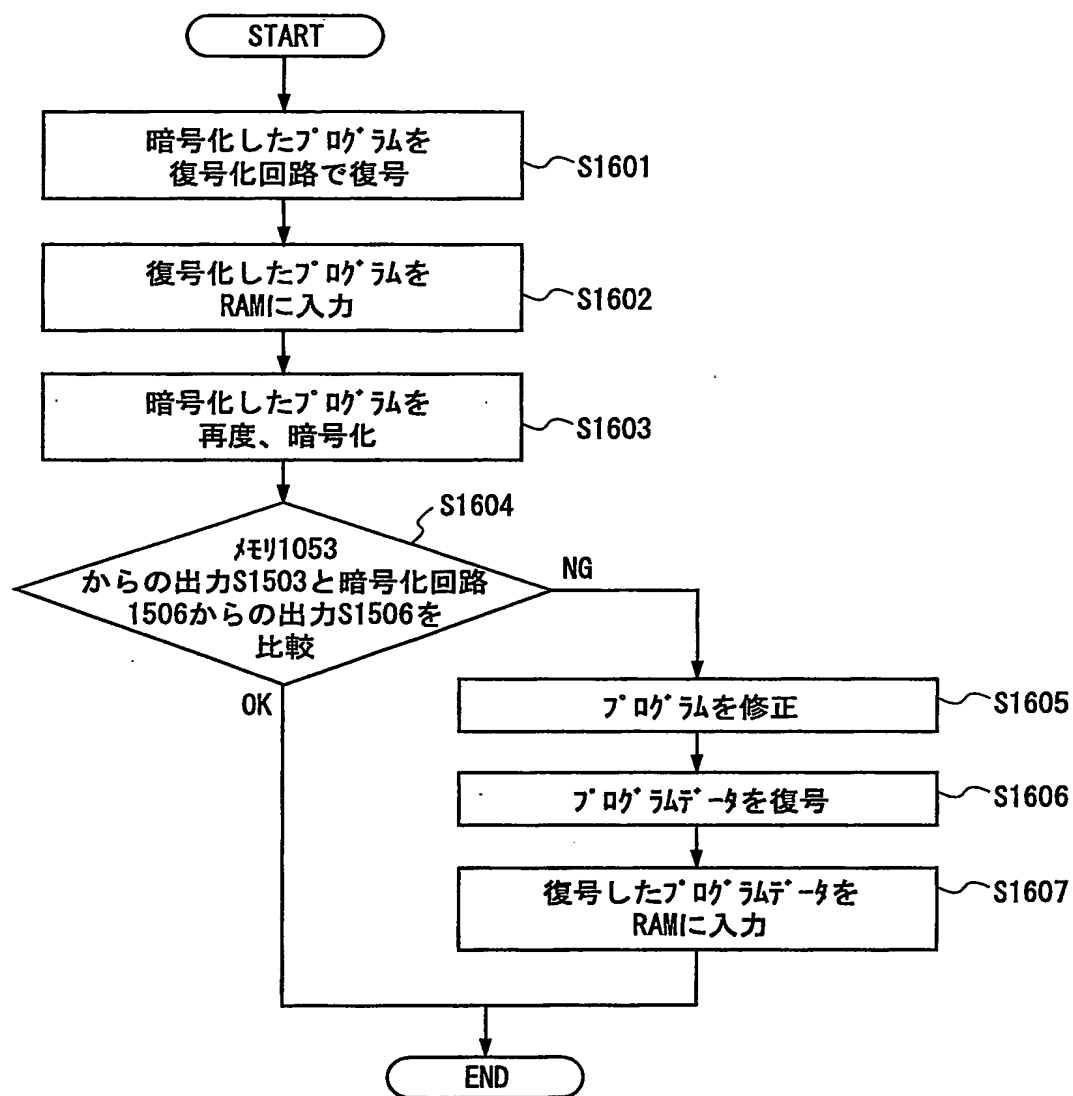 START
暗号化したﾌﾟﾛｸﾞﾗﾑを
復号化回路で復号
S1601
復号化したﾌﾟﾛｸﾞﾗﾑを
RAMに入力
S1602
暗号化したﾌﾟﾛｸﾞﾗﾑを
再度、暗号化
S1603
S1604
ﾒﾓﾘ1053
からの出力S1503と暗号化回路
1506からの出力S1506を
比較
NG
OK
ﾌﾟﾛｸﾞﾗﾑを修正
S1605
ﾌﾟﾛｸﾞﾗﾑﾃﾞｰﾀを復号
S1606
復号したﾌﾟﾛｸﾞﾗﾑﾃﾞｰﾀを
RAMに入力
S1607
END